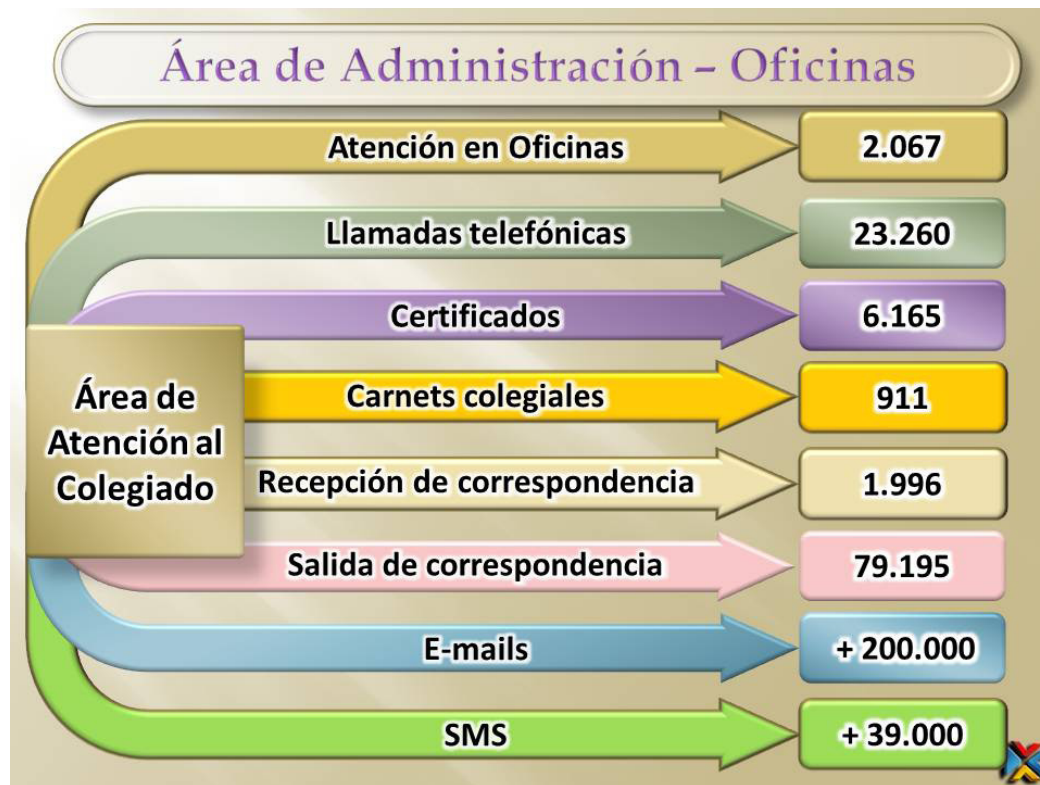 Área de Administración – Oficinas
Atención en Oficinas 2.067
Llamadas telefónicas 23.260
Certificados 6.165
Área de
Atención al
Colegiado
Carnets colegiales 911
Recepción de correspondencia 1.996
Salida de correspondencia 79.195
E-mails + 200.000
SMS + 39.000